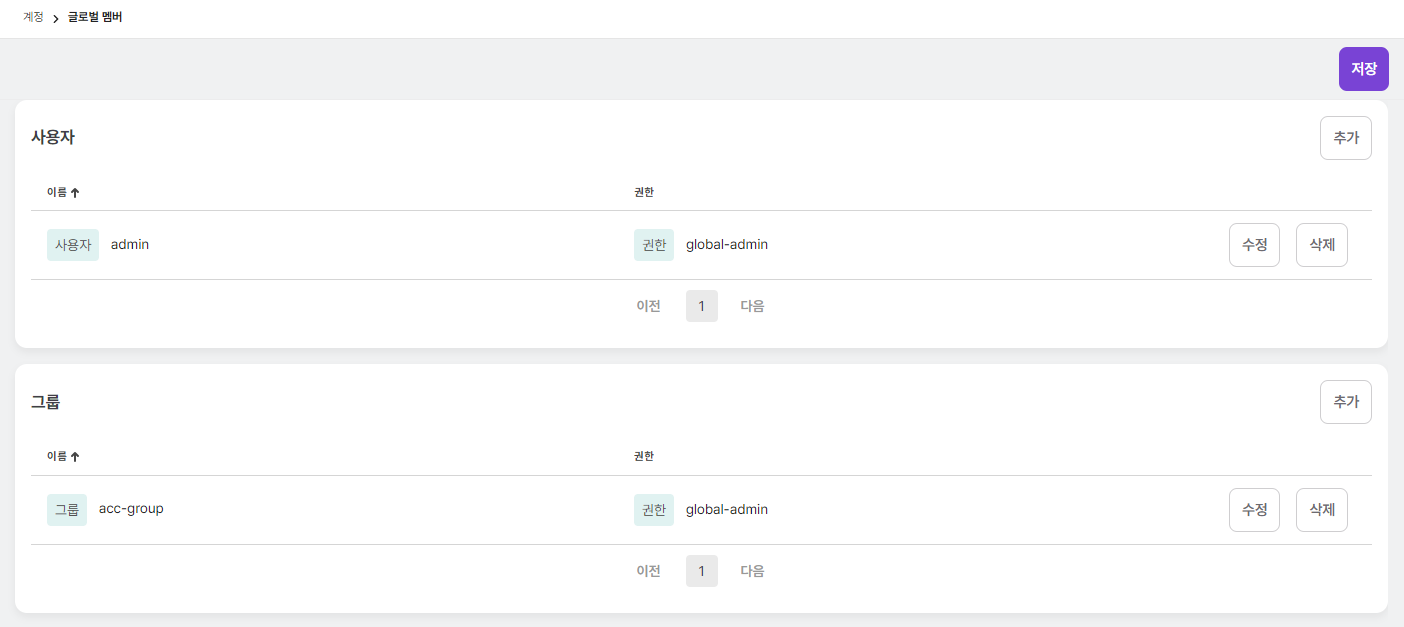 계정 > 글로벌 멤버
저장
사용자 추가
이름 권한
사용자 admin 권한 global-admin 수정 삭제
이전 1 다음
그룹 추가
이름 권한
그룹 acc-group 권한 global-admin 수정 삭제
이전 1 다음